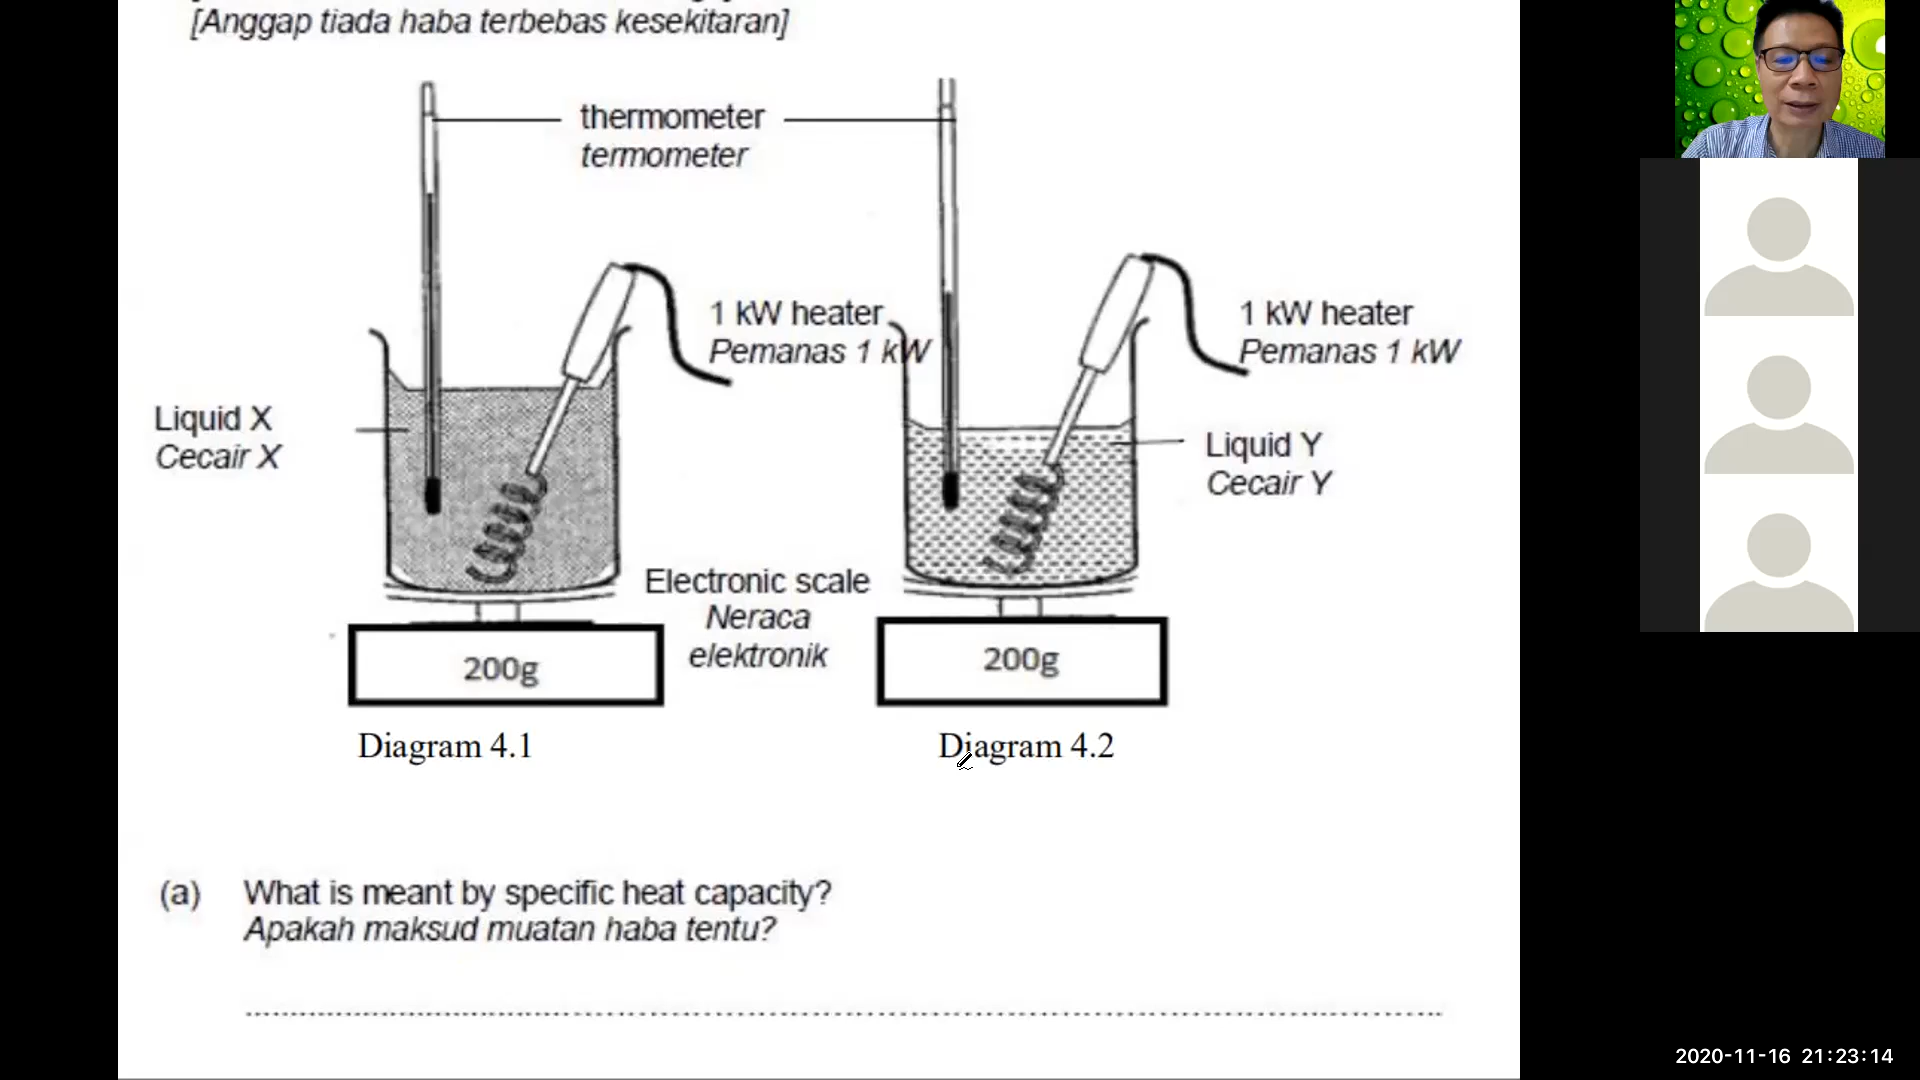 [Anggap tiada haba terbebas kesekitaran]
thermometer
termometer
1 kW heater
Pemanas 1 kW
1 kW heater
Pemanas 1 kW
Liquid X
Cecair X
Liquid Y
Cecair Y
Electronic scale
Neraca
elektronik
200g
200g
Diagram 4.1
Diagram 4.2
(a) What is meant by specific heat capacity?
Apakah maksud muatan haba tentu?
2020-11-16 21:23:14